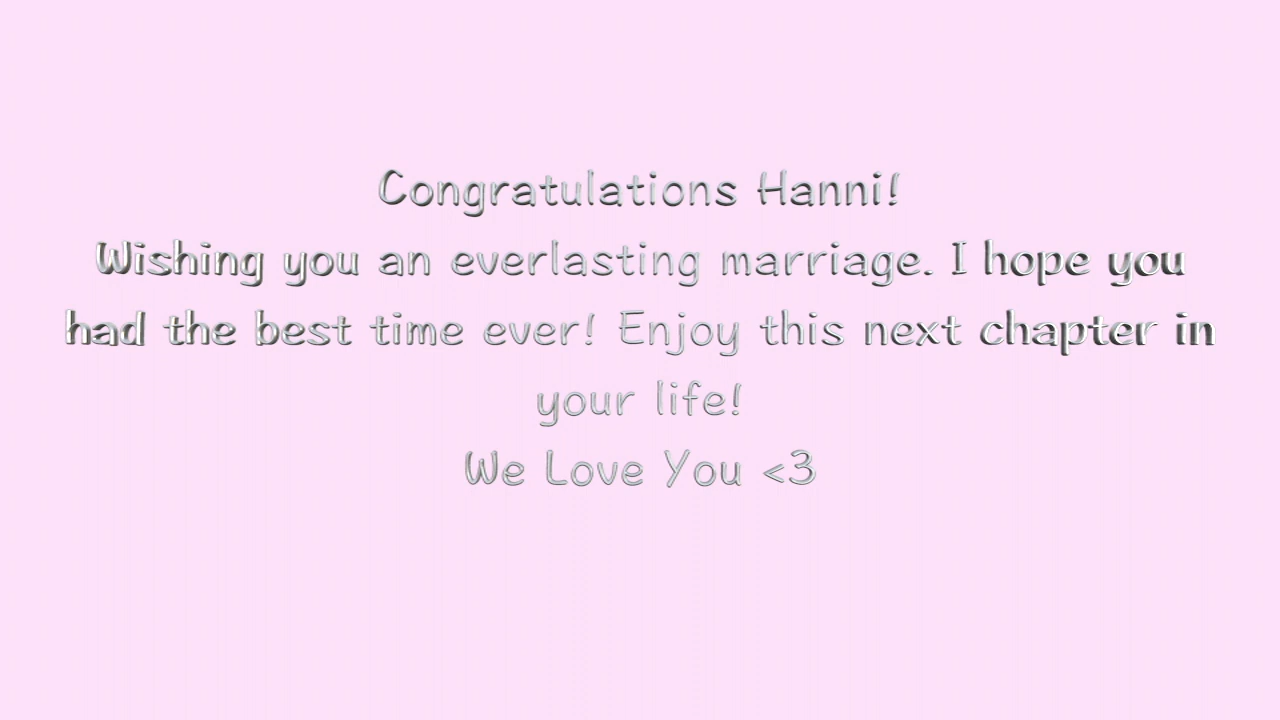 Congratulations Hanni!
Wishing you an everlasting marriage. I hope you
had the best time ever! Enjoy this next chapter in
your life!
We Love You <3